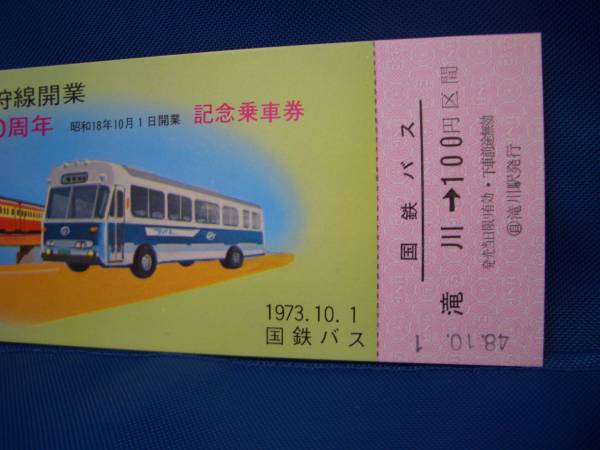 狩線開業
0周年 昭和18年10月1日開業 記念乗車券
1973.10.1
国鉄バス
国鉄バス
滝川→100円区間
発売当日限り有効・下車前途無効
滝川駅発行
48.10.1